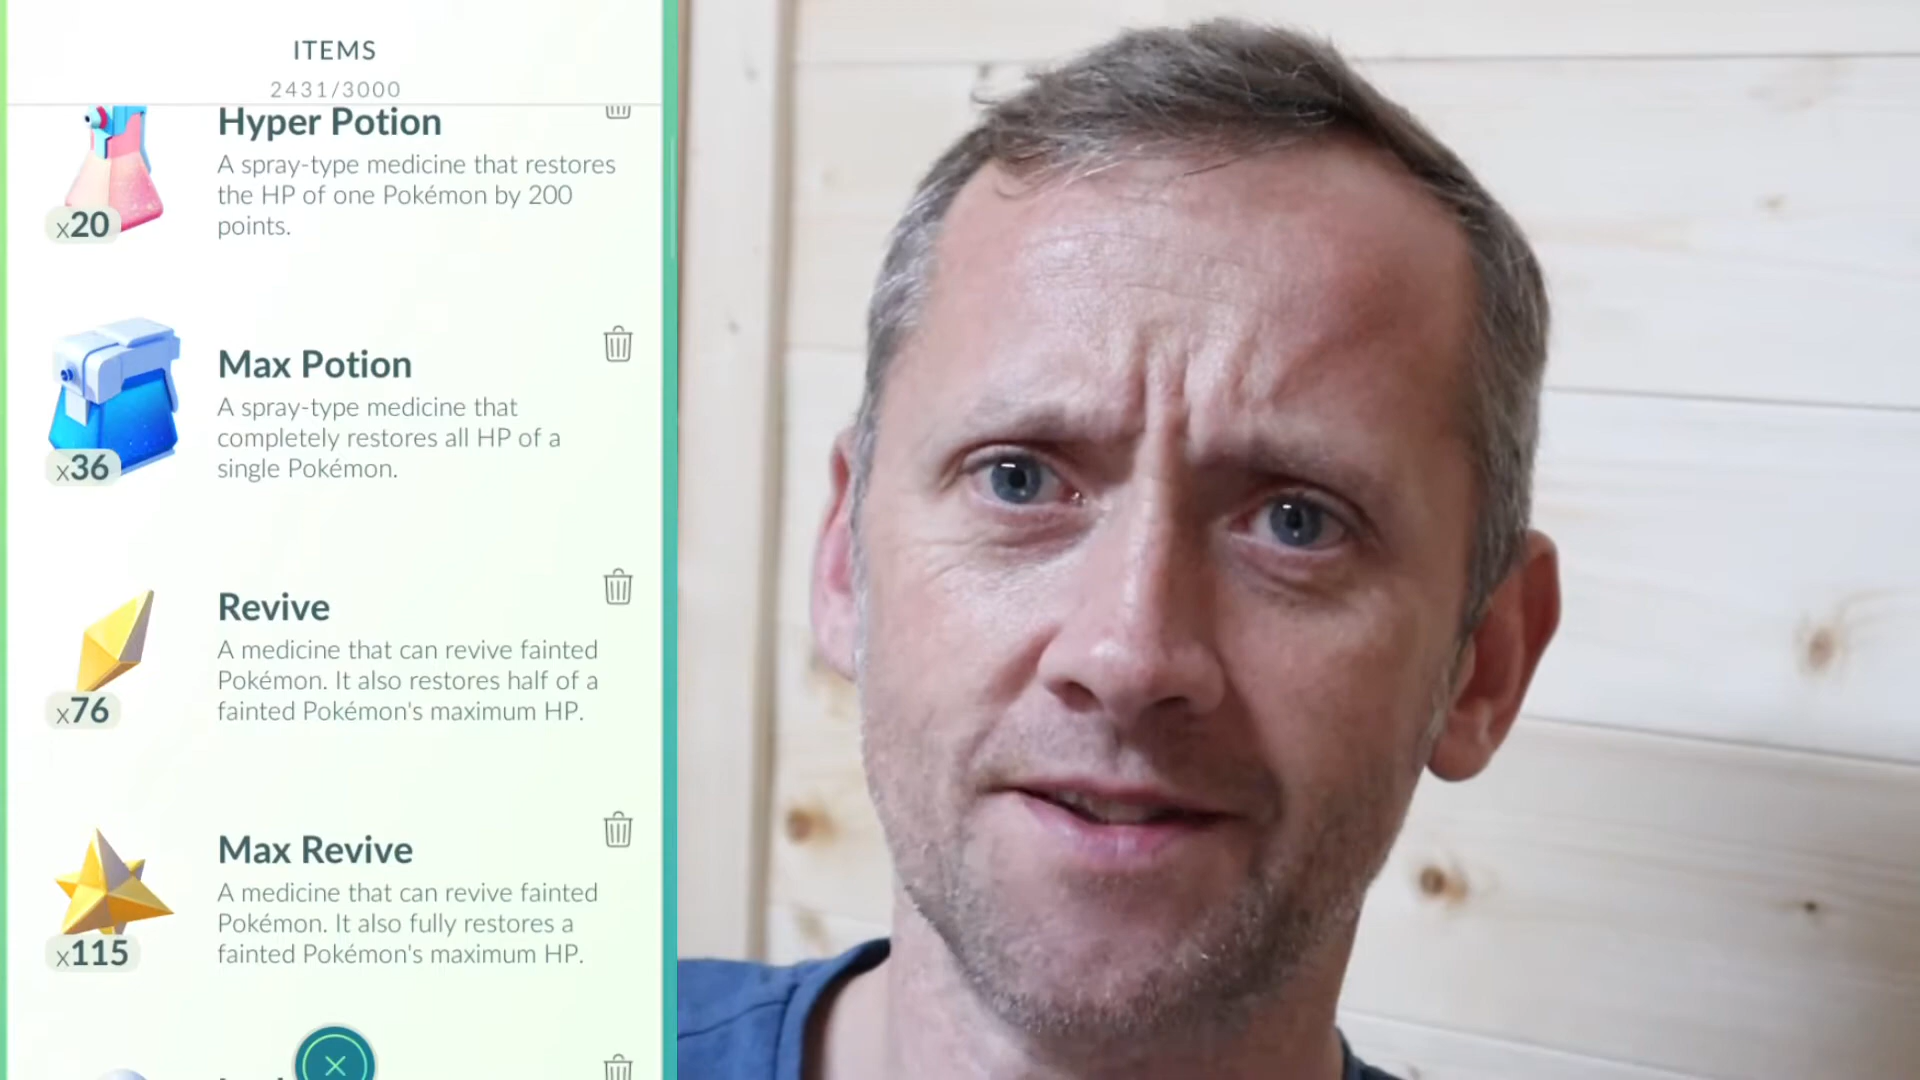 ITEMS
2431/3000
Hyper Potion
A spray-type medicine that restores
the HP of one Pokémon by 200
points.
x20
Max Potion
A spray-type medicine that
completely restores all HP of a
single Pokémon.
x36
Revive
A medicine that can revive fainted
Pokémon. It also restores half of a
fainted Pokémon's maximum HP.
x76
Max Revive
A medicine that can revive fainted
Pokémon. It also fully restores a
fainted Pokémon's maximum HP.
x115